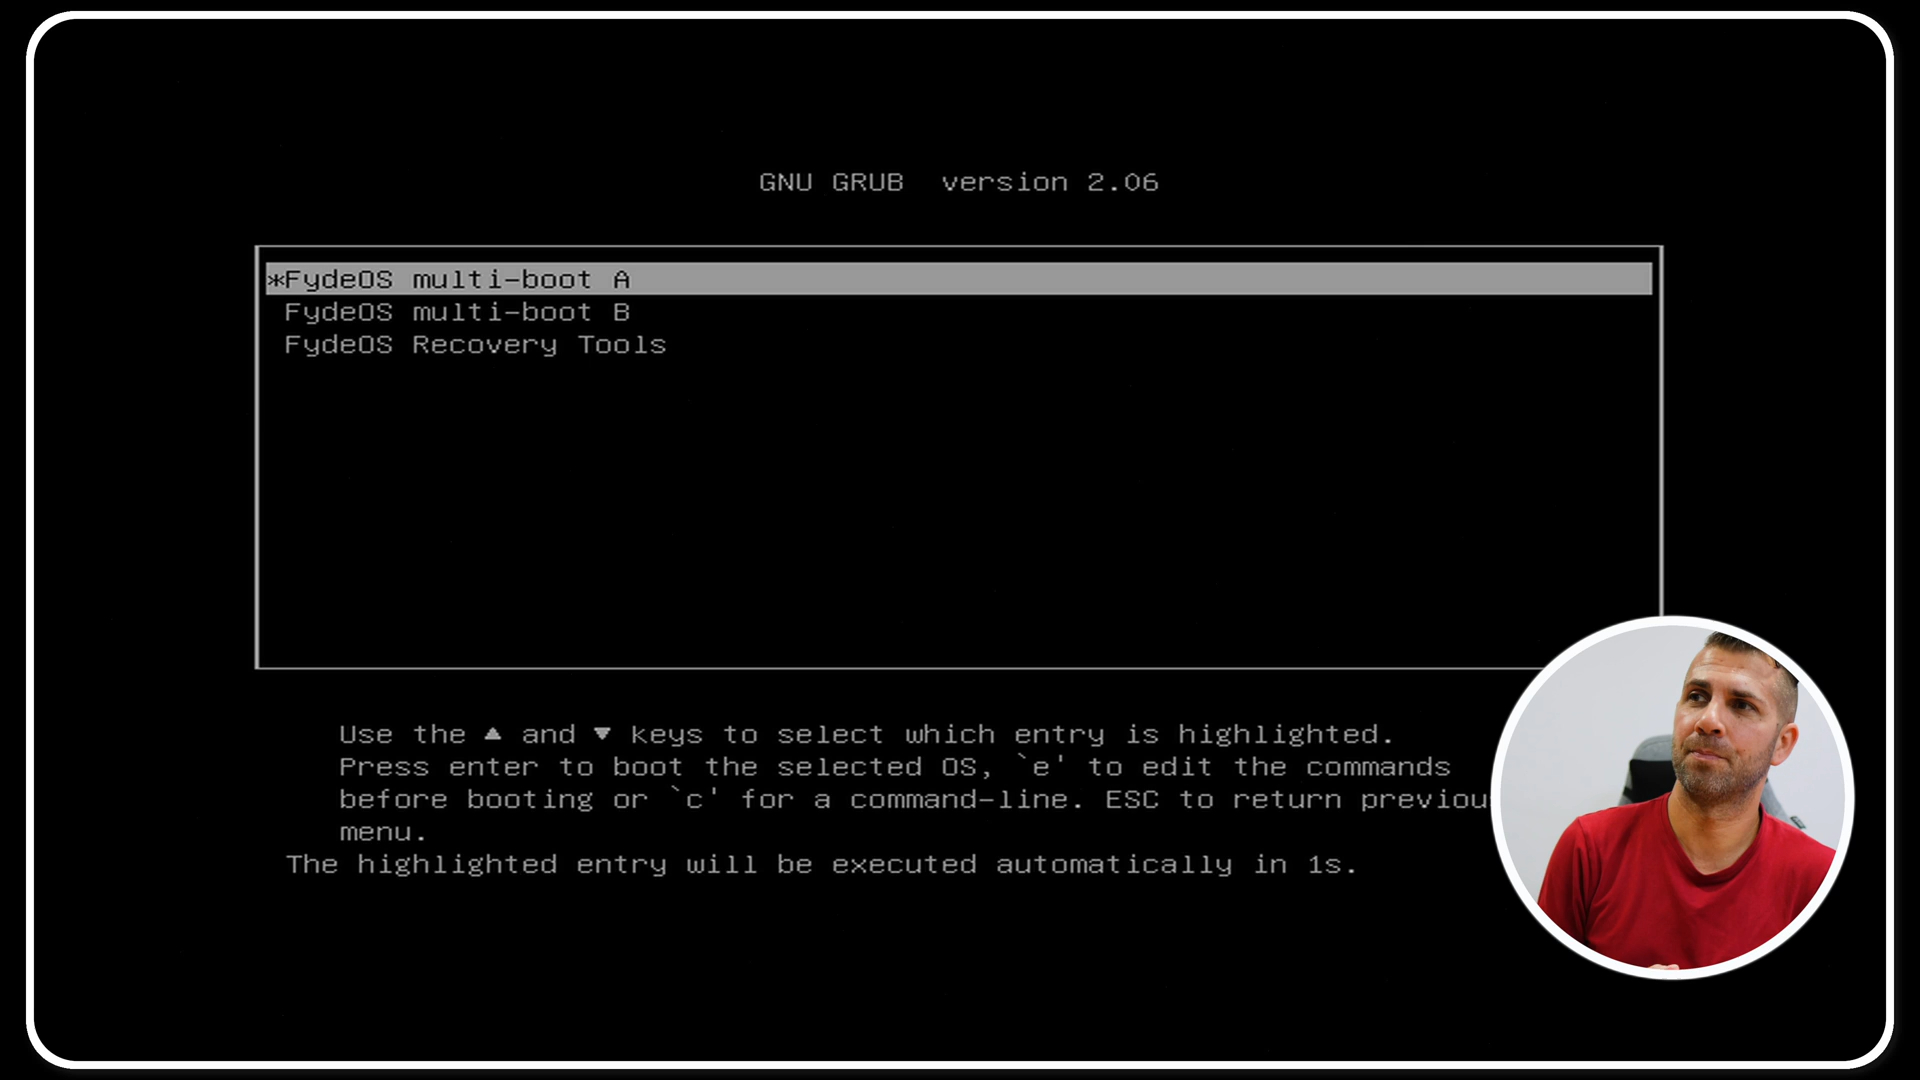 GNU GRUB  version 2.06
*FydeOS multi-boot A
FydeOS multi-boot B
FydeOS Recovery Tools
Use the ▲ and ▼ keys to select which entry is highlighted.
Press enter to boot the selected OS, `e' to edit the commands
before booting or `c' for a command-line. ESC to return previous
menu.
The highlighted entry will be executed automatically in 1s.